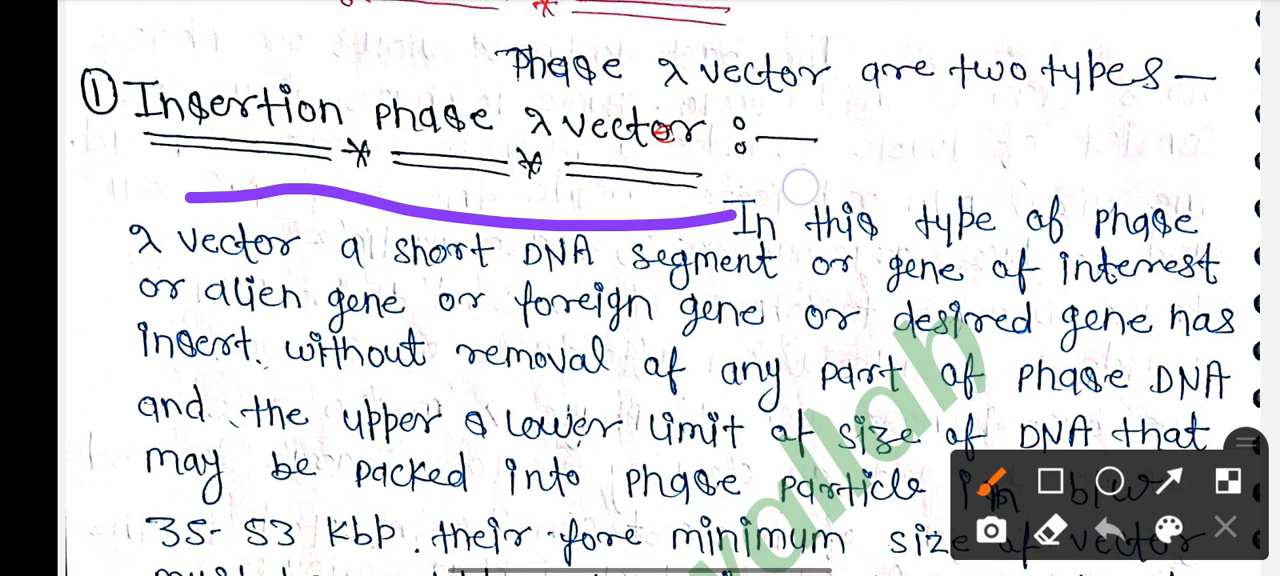 Phage λ vector are two types —
① Insertion phage λ vector :—
In this type of phage
λ vector a short DNA segment or gene of interest
or alien gene or foreign gene or desired gene has
insert. without removal of any part of phage DNA
and the upper & lower limit of size of DNA that
may be packed into phage particle in b/w
35-53 Kbp. their fore minimum size of vector